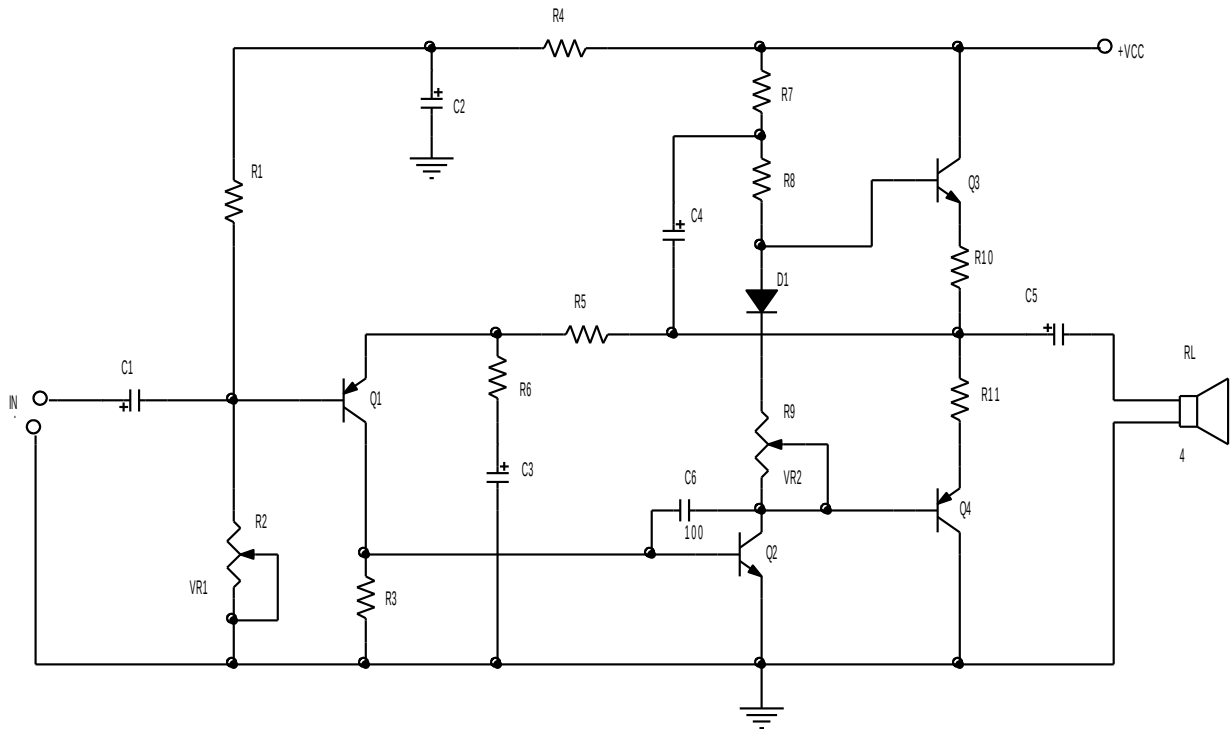 R4
+VCC
R7
C2
R1
R8
Q3
C4
R10
D1
C5
R5
RL
C1
R6
Q1
R11
IN
R9
4
C3
C6
VR2
Q4
R2
100
Q2
VR1
R3